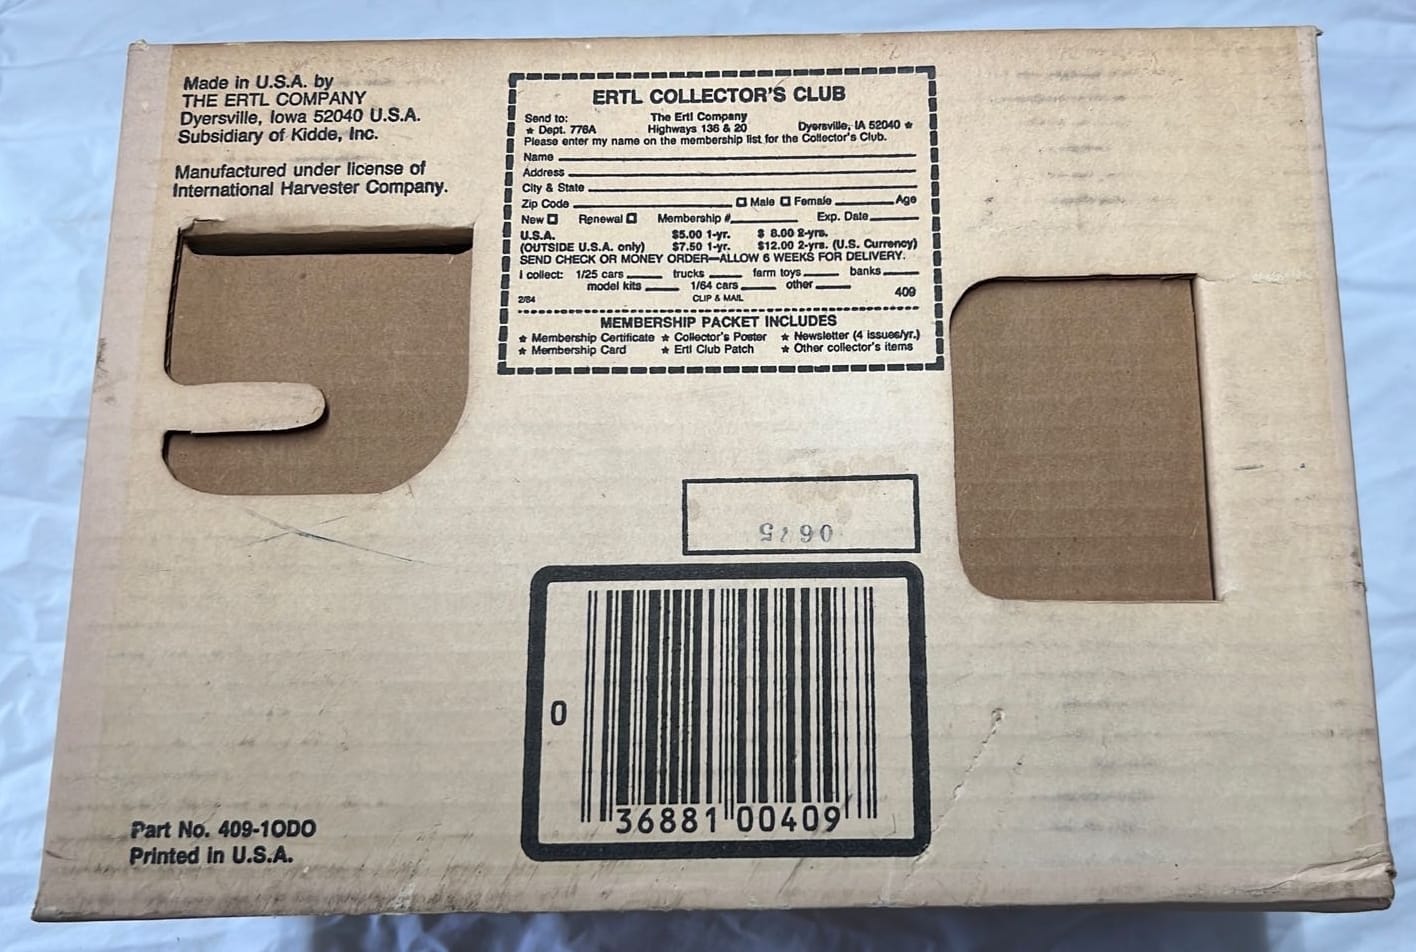 Made in U.S.A. by
THE ERTL COMPANY
Dyersville, Iowa 52040 U.S.A.
Subsidiary of Kidde, Inc.
Manufactured under license of
International Harvester Company.
ERTL COLLECTOR'S CLUB
Send to: The Ertl Company
★ Dept. 776A Highways 136 & 20 Dyersville, IA 52040 ★
Please enter my name on the membership list for the Collector's Club.
Name
Address
City & State
Zip Code Male Female Age
New Renewal Membership # Exp. Date
U.S.A. $5.00 1-yr. $ 8.00 2-yrs.
(OUTSIDE U.S.A. only) $7.50 1-yr. $12.00 2-yrs. (U.S. Currency)
SEND CHECK OR MONEY ORDER—ALLOW 6 WEEKS FOR DELIVERY.
I collect: 1/25 cars trucks farm toys banks
model kits 1/64 cars other
2/84 CLIP & MAIL 409
MEMBERSHIP PACKET INCLUDES
★ Membership Certificate ★ Collector's Poster ★ Newsletter (4 issues/yr.)
★ Membership Card ★ Ertl Club Patch ★ Other collector's items
0
36881 00409
Part No. 409-10DO
Printed in U.S.A.